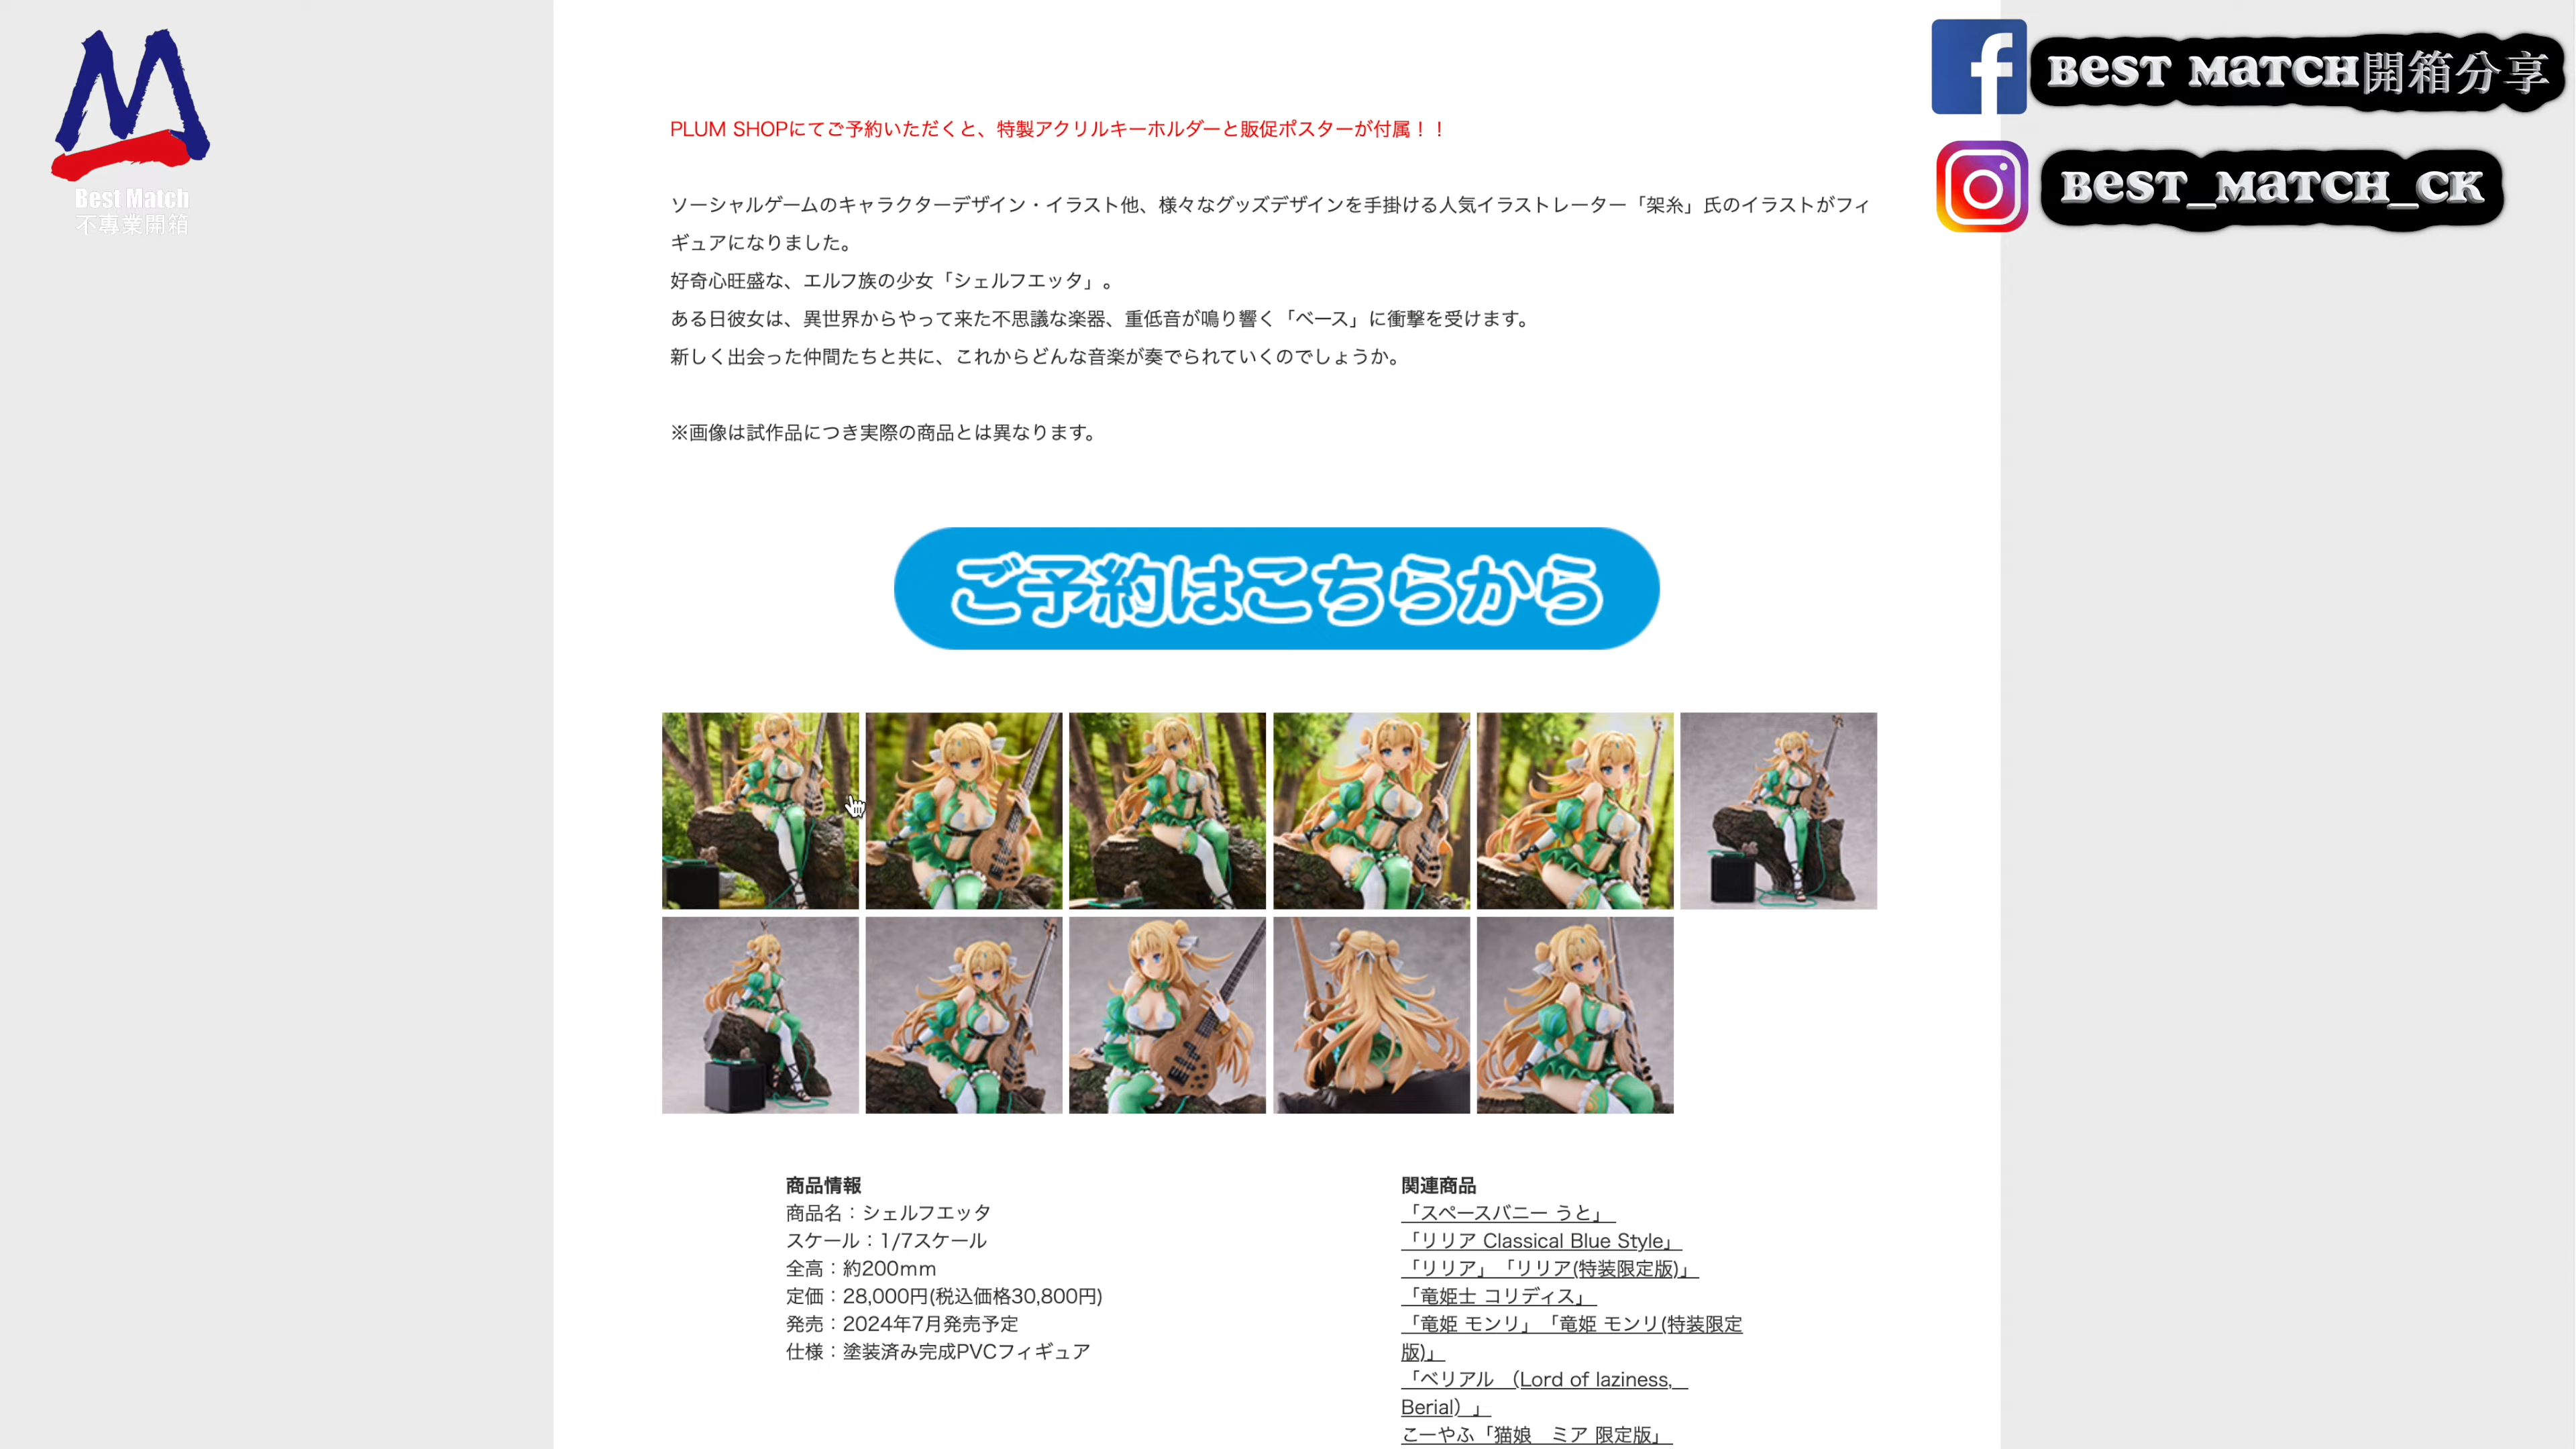 Best Match
不專業開箱
BEST MATCH開箱分享
BEST_MATCH_CK
PLUM SHOPにてご予約いただくと、特製アクリルキーホルダーと販促ポスターが付属！！
ソーシャルゲームのキャラクターデザイン・イラスト他、様々なグッズデザインを手掛ける人気イラストレーター「架糸」氏のイラストがフィ
ギュアになりました。
好奇心旺盛な、エルフ族の少女「シェルフエッタ」。
ある日彼女は、異世界からやって来た不思議な楽器、重低音が鳴り響く「ベース」に衝撃を受けます。
新しく出会った仲間たちと共に、これからどんな音楽が奏でられていくのでしょうか。
※画像は試作品につき実際の商品とは異なります。
ご予約はこちらから
商品情報
商品名：シェルフエッタ
スケール：1/7スケール
全高：約200mm
定価：28,000円(税込価格30,800円)
発売：2024年7月発売予定
仕様：塗装済み完成PVCフィギュア
関連商品
「スペースバニー うと」
「リリア Classical Blue Style」
「リリア」「リリア(特装限定版)」
「竜姫士 コリディス」
「竜姫 モンリ」「竜姫 モンリ(特装限定
版)」
「ベリアル （Lord of laziness,
Berial）」
こーやふ「猫娘　ミア 限定版」